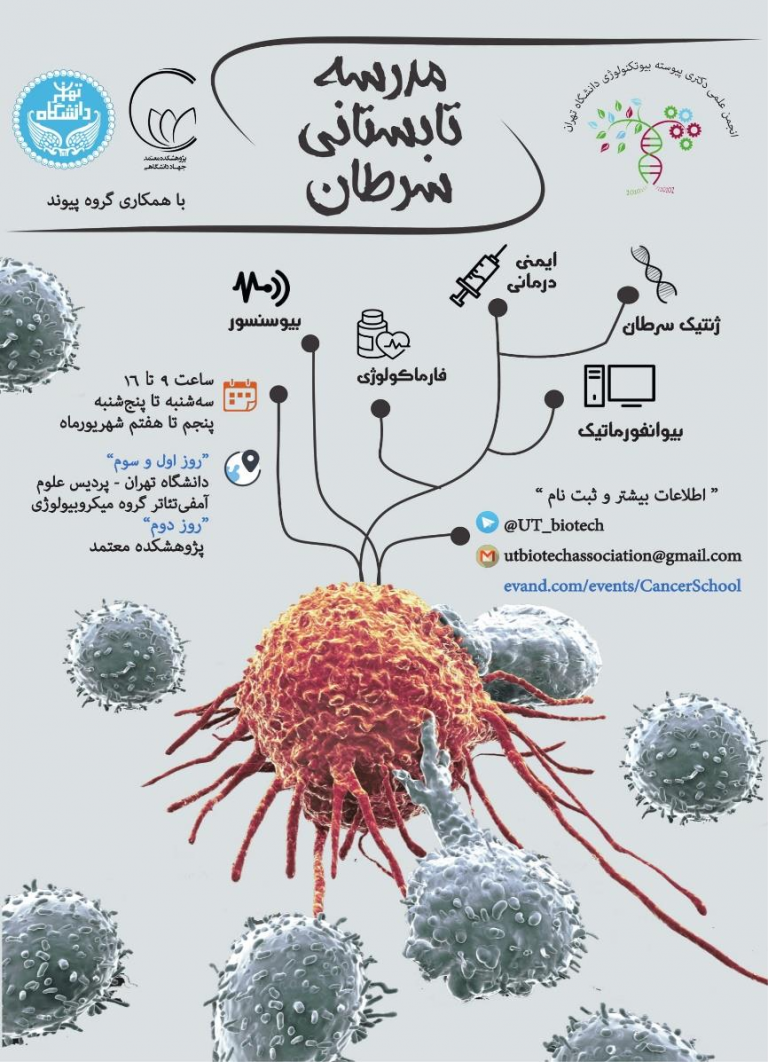 انجمن علمی دکتری پیوسته بیوتکنولوژی دانشگاه تهران
مدرسه
تابستانی
سرطان
دانشگاه
تهران
پژوهشکده معتمد
جهاد دانشگاهی
با همکاری گروه پیوند
ژنتیک سرطان
ایمنی
درمانی
بیوسنسور
فارماکولوژی
بیوانفورماتیک
ساعت ۹ تا ۱۶
سه‌شنبه تا پنج‌شنبه
پنجم تا هفتم شهریورماه
”روز اول و سوم“
دانشگاه تهران - پردیس علوم
آمفی‌تئاتر گروه میکروبیولوژی
”روز دوم“
پژوهشکده معتمد
” اطلاعات بیشتر و ثبت نام “
@UT_biotech
utbiotechassociation@gmail.com
evand.com/events/CancerSchool